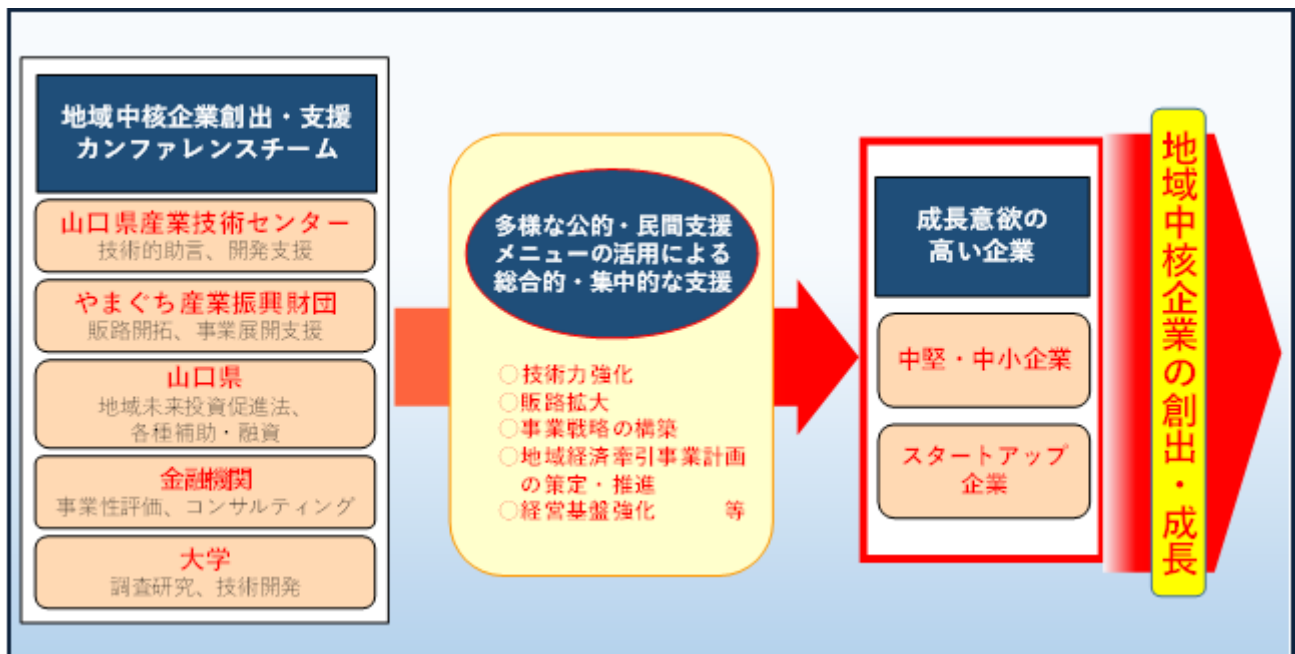 地域中核企業創出・支援
カンファレンスチーム
山口県産業技術センター
技術的助言、開発支援
やまぐち産業振興財団
販路開拓、事業展開支援
山口県
地域未来投資促進法、
各種補助・融資
金融機関
事業性評価、コンサルティング
大学
調査研究、技術開発
多様な公的・民間支援
メニューの活用による
総合的・集中的な支援
○技術力強化
○販路拡大
○事業戦略の構築
○地域経済牽引事業計画
の策定・推進
○経営基盤強化 等
成長意欲の
高い企業
中堅・中小企業
スタートアップ
企業
地域中核企業の創出・成長